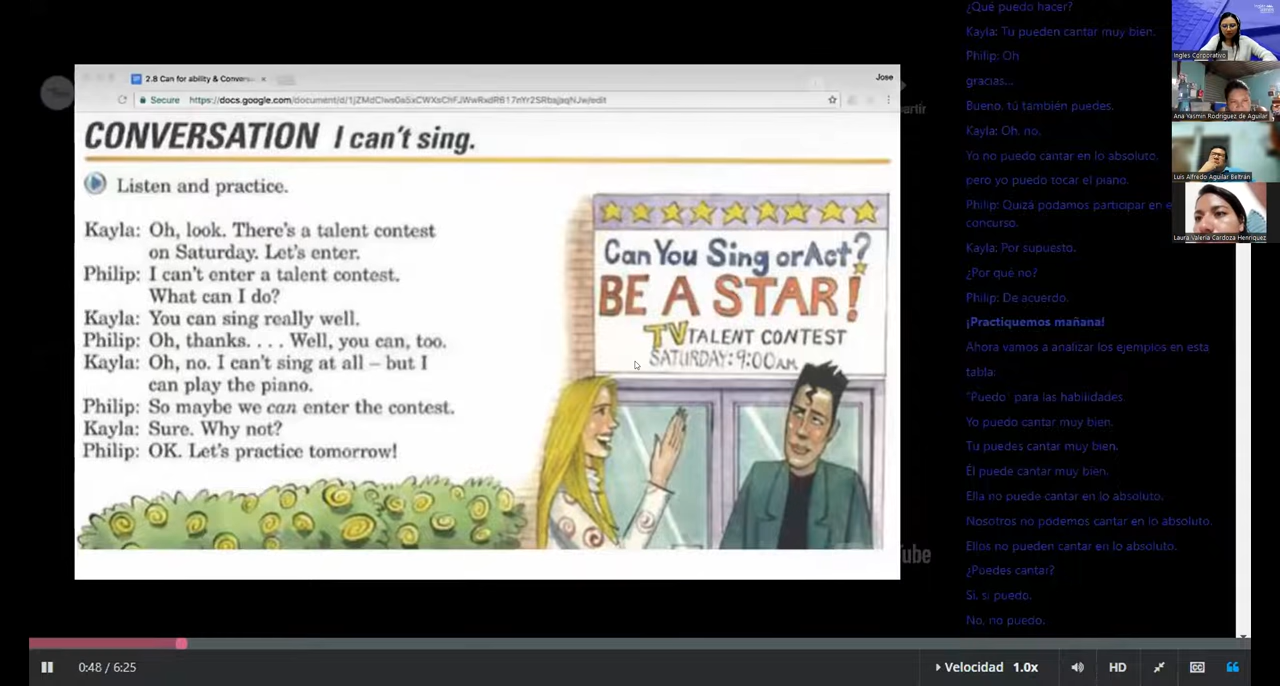 2.8 Can for ability & Convers
Jose
Secure
https://docs.google.com/document/d/
CONVERSATION I can't sing.
Listen and practice.
Kayla: Oh, look. There's a talent contest
on Saturday. Let's enter.
Philip: I can't enter a talent contest.
What can I do?
Kayla: You can sing really well.
Philip: Oh, thanks. . . . Well, you can, too.
Kayla: Oh, no. I can't sing at all – but I
can play the piano.
Philip: So maybe we can enter the contest.
Kayla: Sure. Why not?
Philip: OK. Let's practice tomorrow!
Can You Sing or Act?
BE A STAR!
TV TALENT CONTEST
SATURDAY: 9:00 A.M.
¿Qué puedo hacer?
Kayla: Tu pueden cantar muy bien.
Philip: Oh
gracias...
Bueno, tú también puedes.
Kayla: Oh, no,
Yo no puedo cantar en lo absoluto,
pero yo puedo tocar el piano.
Philip: Quizá podamos participar en e
concurso.
Kayla: Por supuesto.
¿Por qué no?
Philip: De acuerdo.
¡Practiquemos mañana!
Ahora vamos a analizar los ejemplos en esta
tabla:
"Puedo" para las habilidades.
Yo puedo cantar muy bien.
Tu puedes cantar muy bien.
Él puede cantar muy bien.
Ella no puede cantar en lo absoluto.
Nosotros no podemos cantar en lo absoluto.
Ellos no pueden cantar en lo absoluto.
¿Puedes cantar?
Si, si puedo.
No, no puedo.
Ingles Corporativo
Ana Yasmin Rodriguez de Aguilar
Luis Alfredo Aguilar Beltran
Laura Valeria Cardoza Henriquez
0:48 / 6:25
Velocidad 1.0x
HD
CC